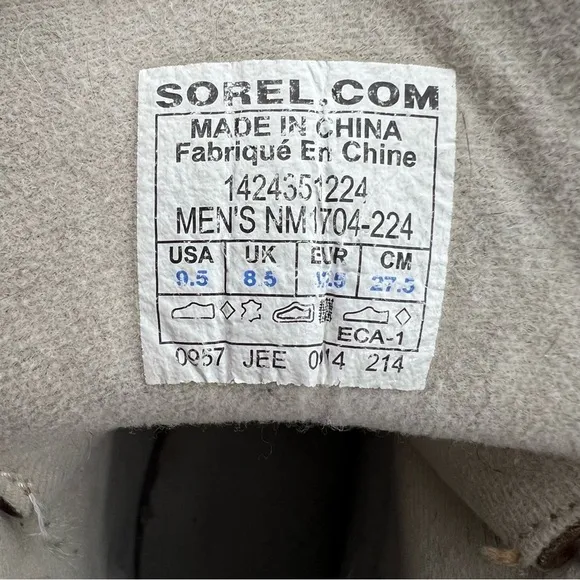 SOREL.COM
MADE IN CHINA
Fabriqué En Chine
1424351224
MEN'S NM1704-224
USA UK EUR CM
9.5 8.5 27.5
ECA-1
0957 JEE 214